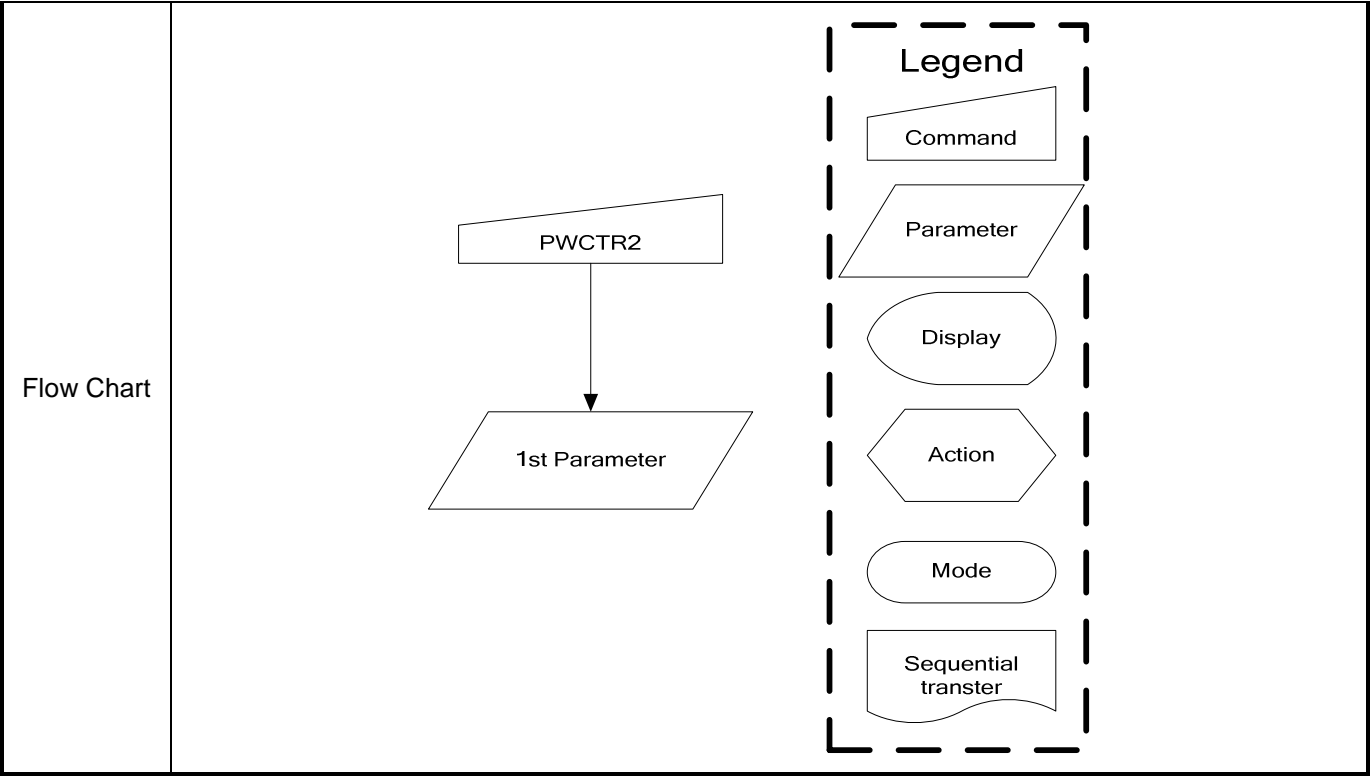 Flow Chart
PWCTR2
1st Parameter
Legend
Command
Parameter
Display
Action
Mode
Sequential
transter